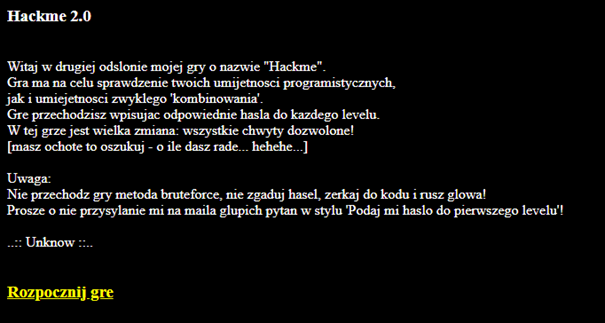 Hackme 2.0
Witaj w drugiej odslonie mojej gry o nazwie "Hackme".
Gra ma na celu sprawdzenie twoich umijetnosci programistycznych,
jak i umiejetnosci zwyklego 'kombinowania'.
Gre przechodzisz wpisujac odpowiednie hasla do kazdego levelu.
W tej grze jest wielka zmiana: wszystkie chwyty dozwolone!
[masz ochote to oszukuj - o ile dasz rade... hehehe...]
Uwaga:
Nie przechodz gry metoda bruteforce, nie zgaduj hasel, zerkaj do kodu i rusz glowa!
Prosze o nie przysylanie mi na maila glupich pytan w stylu 'Podaj mi haslo do pierwszego levelu'!
..:: Unknow ::..
Rozpocznij gre